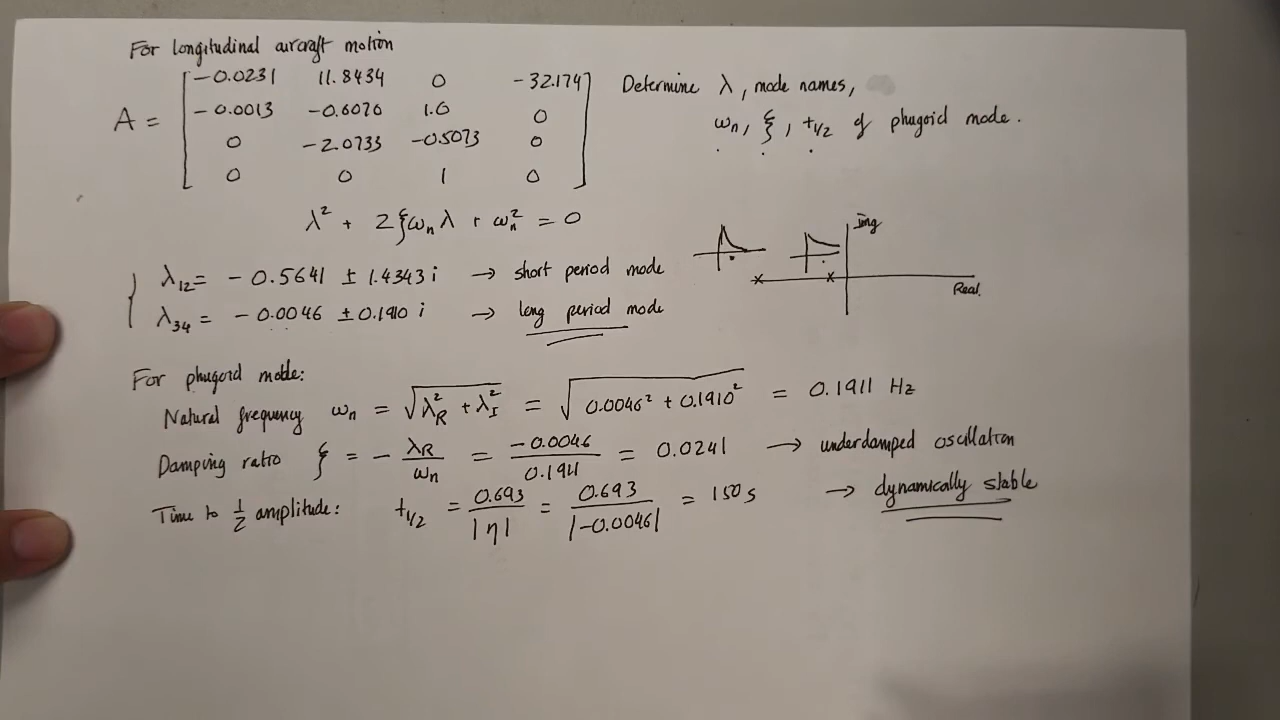 For longitudinal aircraft motion
A = [ -0.0231 11.8434 0 -32.174
-0.0013 -0.6070 1.0 0
0 -2.0733 -0.5073 0
0 0 1 0 ]
Determine λ, mode names,
ωn, ξ, t1/2 of phugoid mode.
λ² + 2ξωnλ + ωn² = 0
λ12 = -0.5641 ± 1.4343 i → short period mode
λ34 = -0.0046 ± 0.1910 i → long period mode
Img
Real.
For phugoid mode:
Natural frequency ωn = √(λR² + λI²) = √(0.0046² + 0.1910²) = 0.1911 Hz
Damping ratio ξ = - λR/ωn = -0.0046/0.1911 = 0.0241 → underdamped oscillation
Time to 1/2 amplitude: t1/2 = 0.693/|η| = 0.693/|-0.0046| = 150 s → dynamically stable